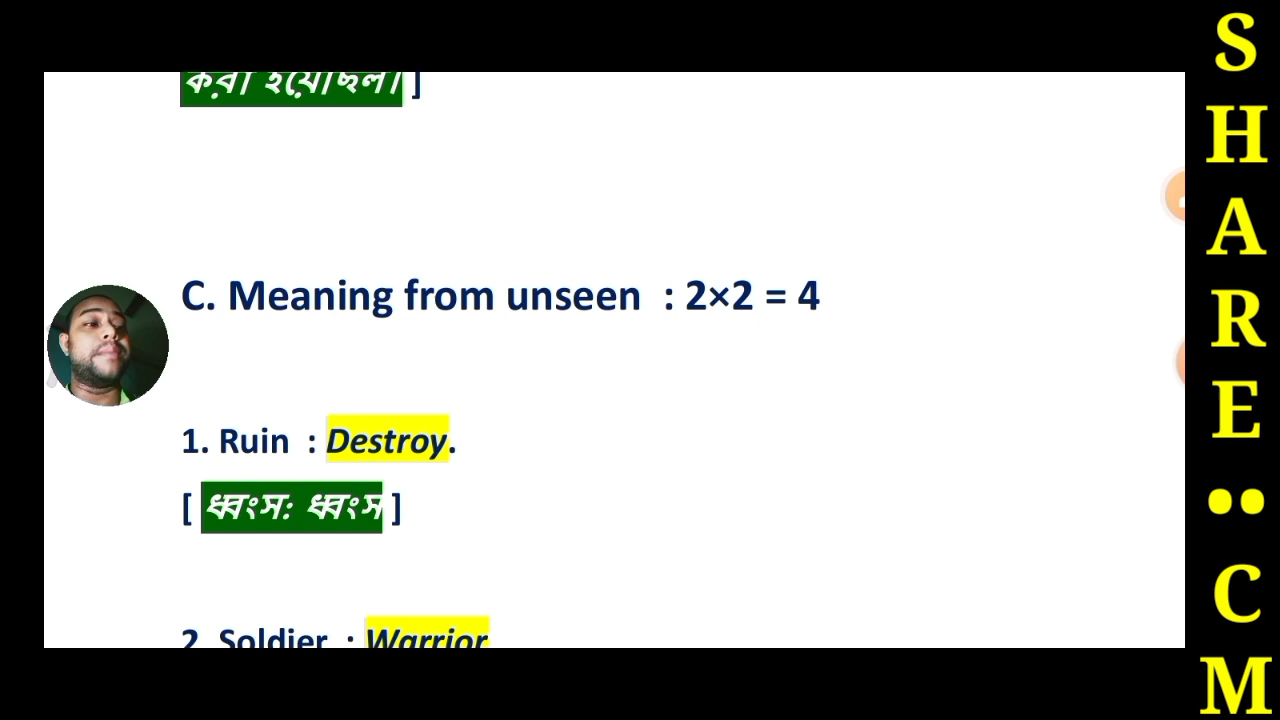 করা হয়েছিল। ]
C. Meaning from unseen : 2×2 = 4
1. Ruin : Destroy.
[ ধ্বংস: ধ্বংস ]
2. Soldier : Warrior
S
H
A
R
E
••
C
M